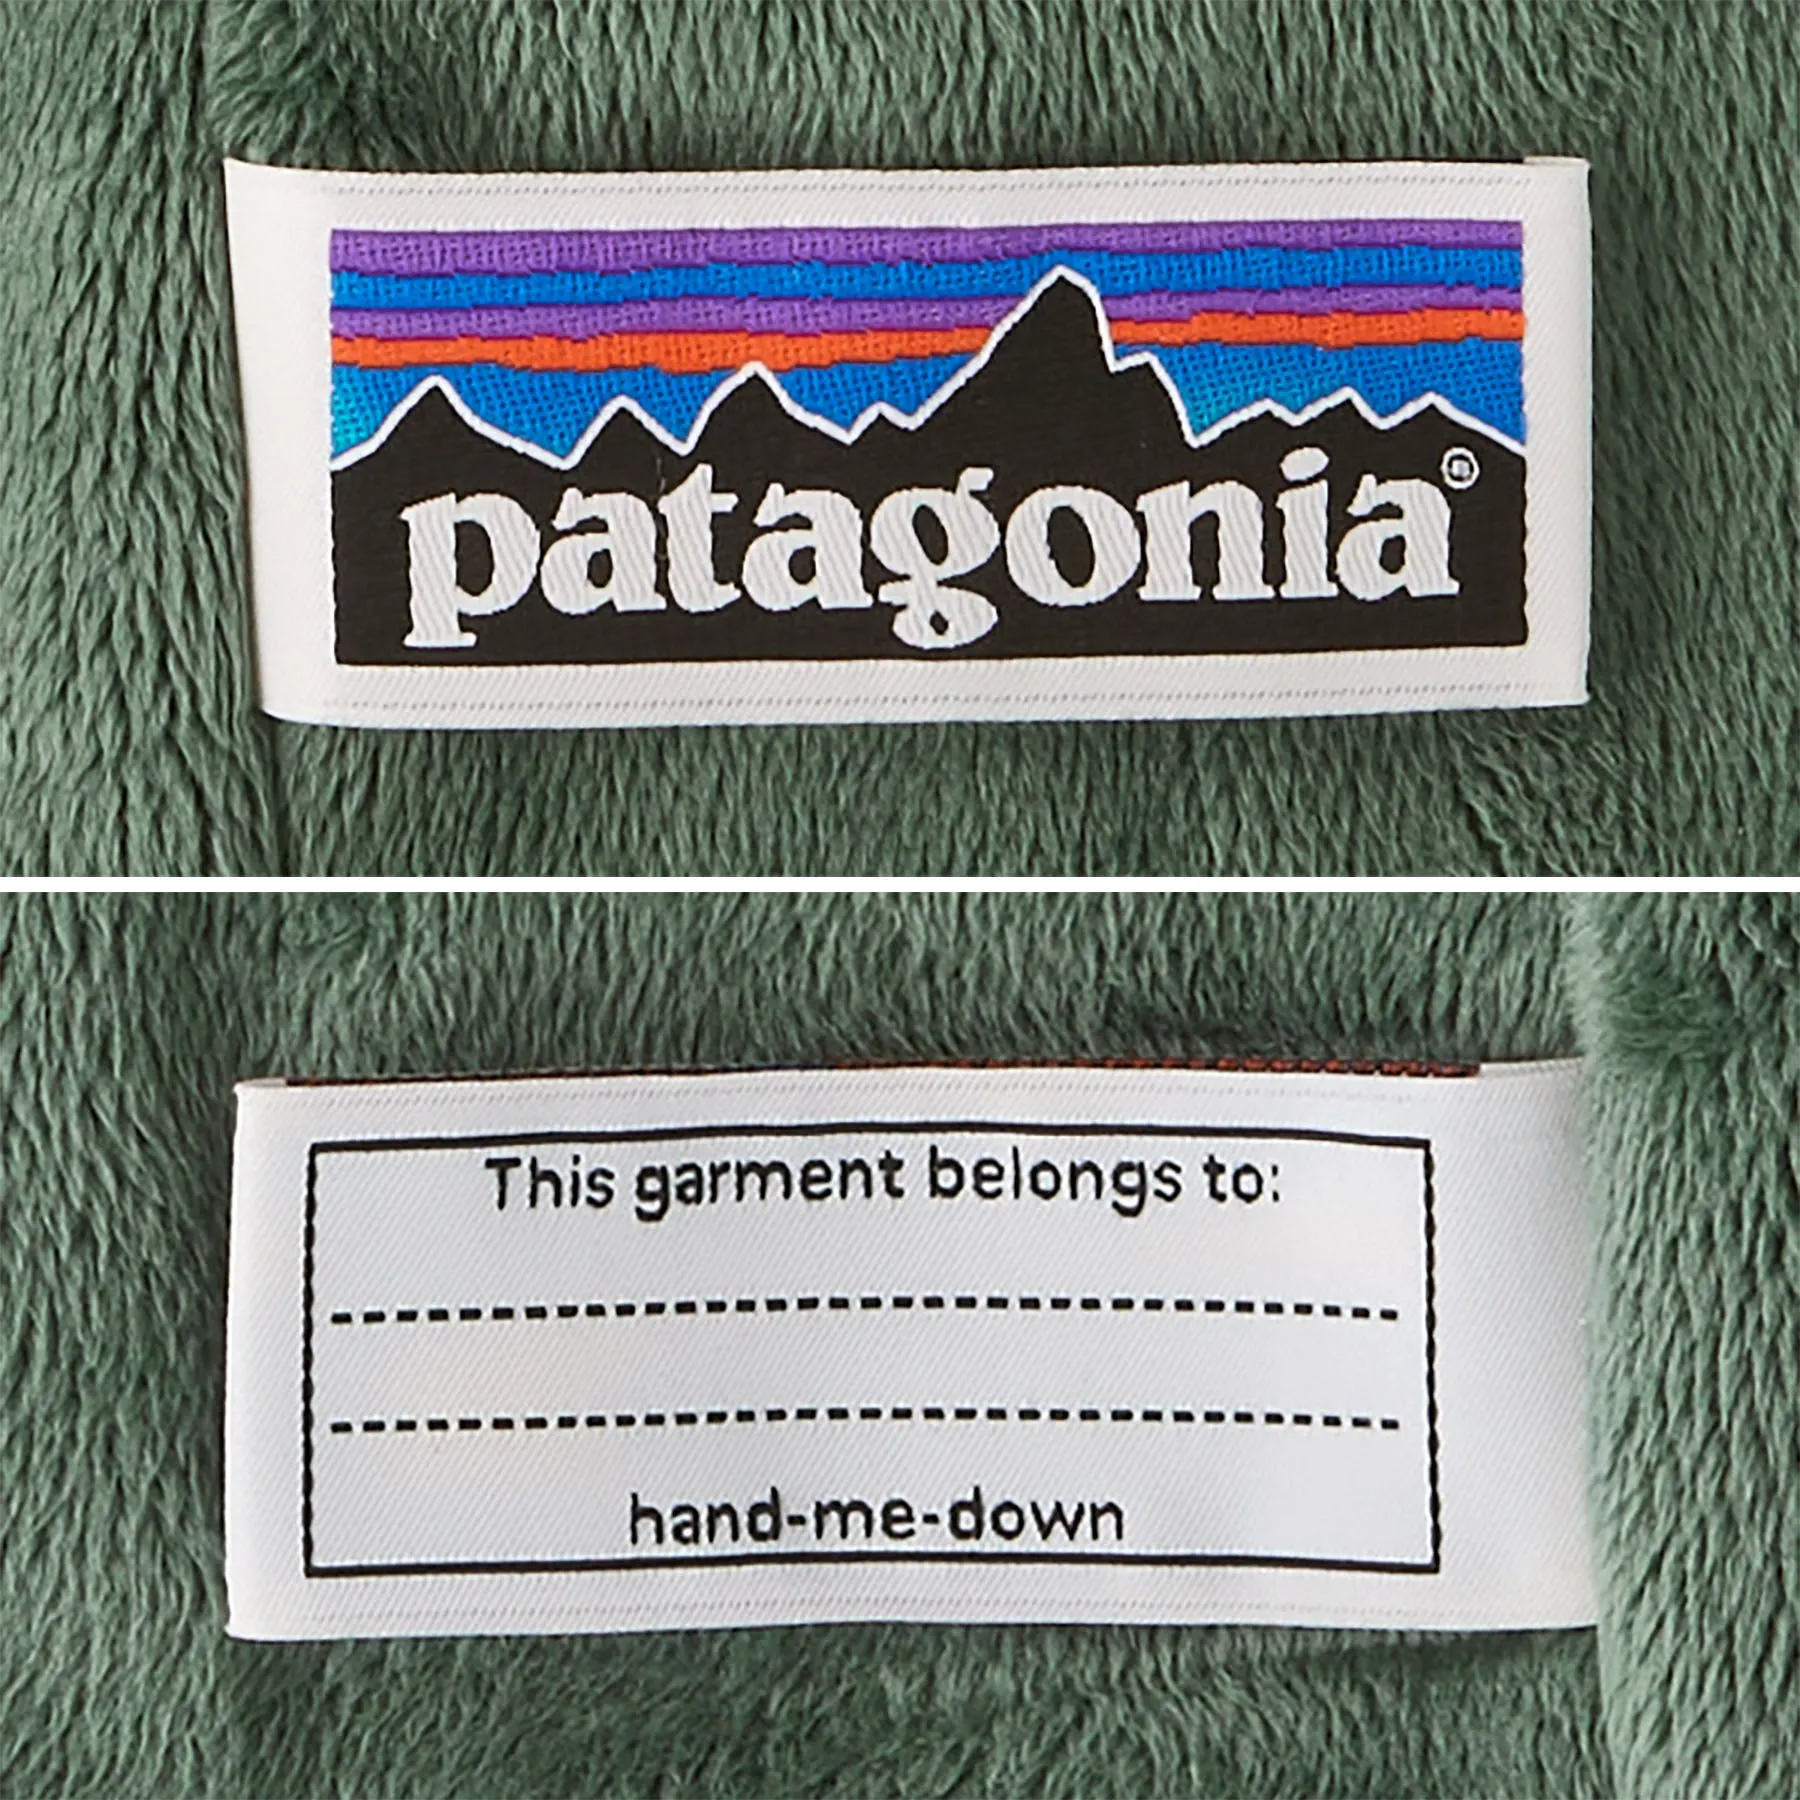 patagonia®
This garment belongs to:
hand-me-down